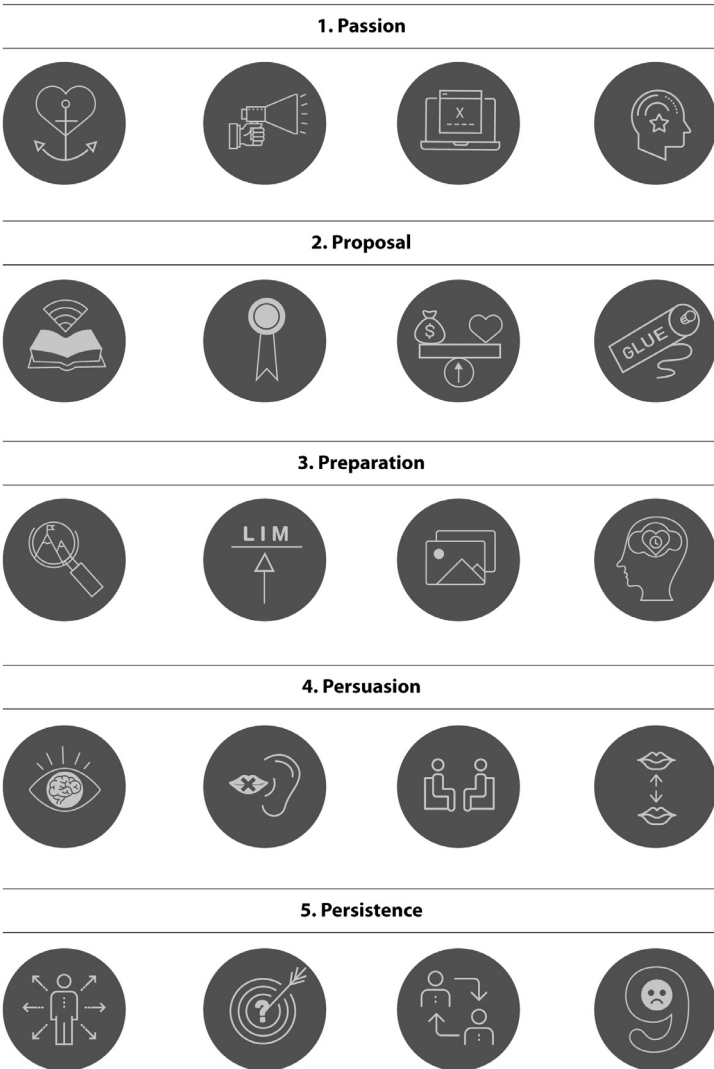 1. Passion
X
2. Proposal
$
GLUE
3. Preparation
LIM
4. Persuasion
5. Persistence
?
9